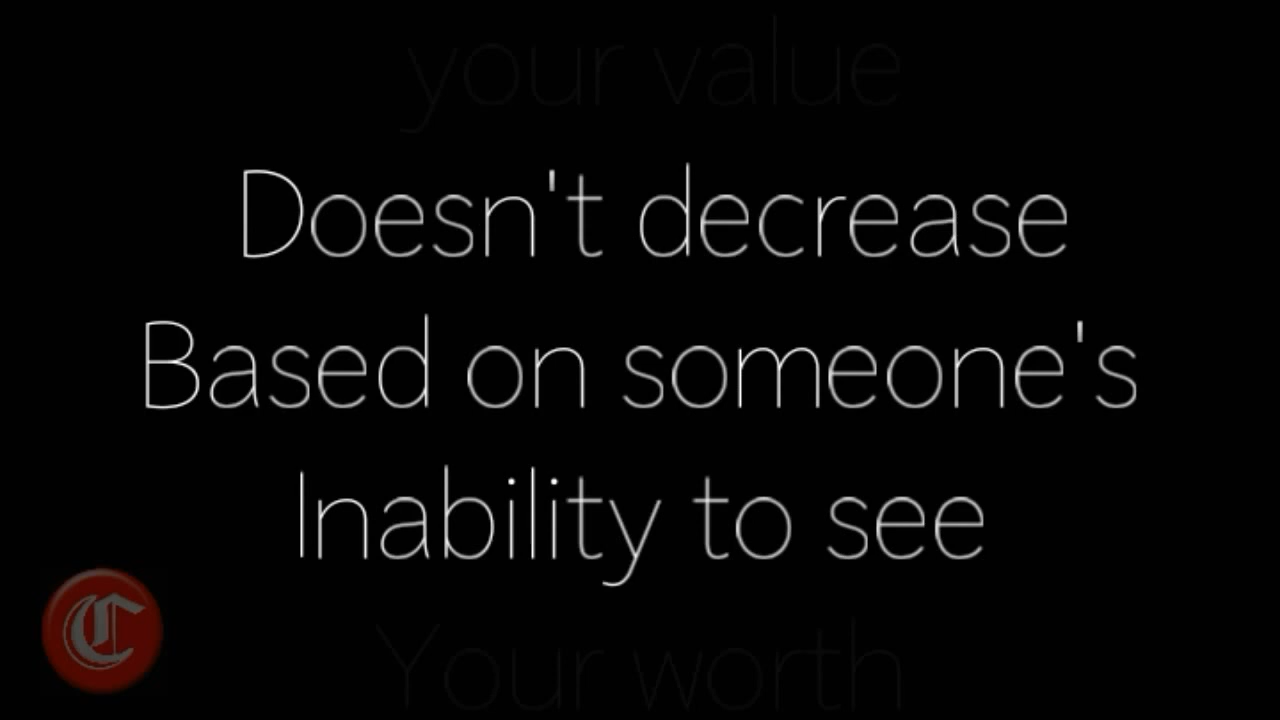 your value
Doesn't decrease
Based on someone's
Inability to see
Your worth
C